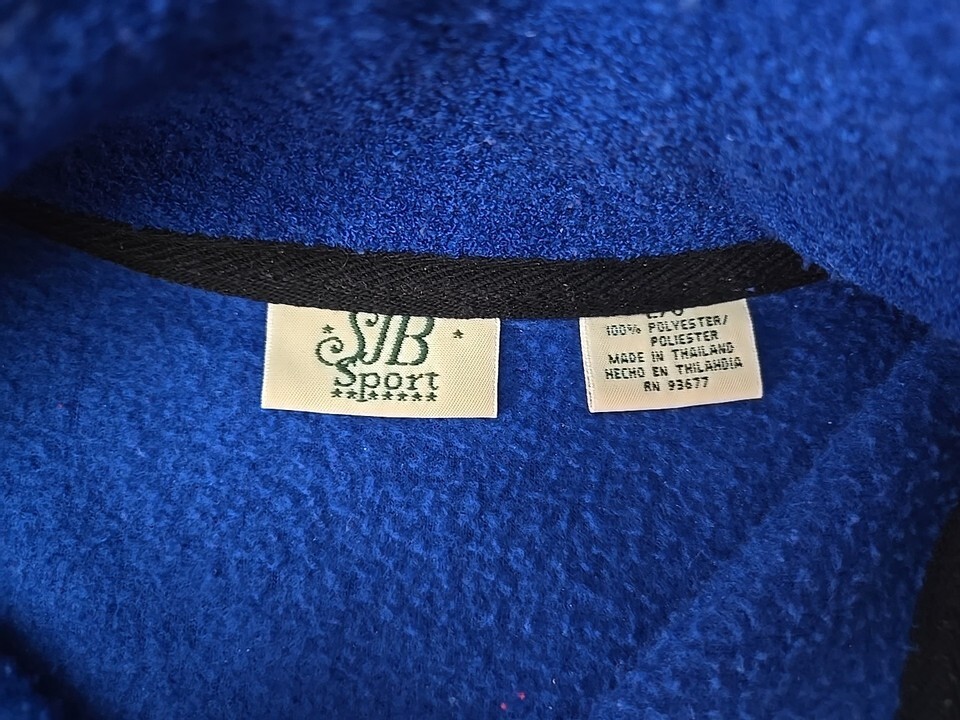 SJB
Sport
100% POLYESTER/
POLIESTER
MADE IN THAILAND
HECHO EN THILANDIA
RN 93677